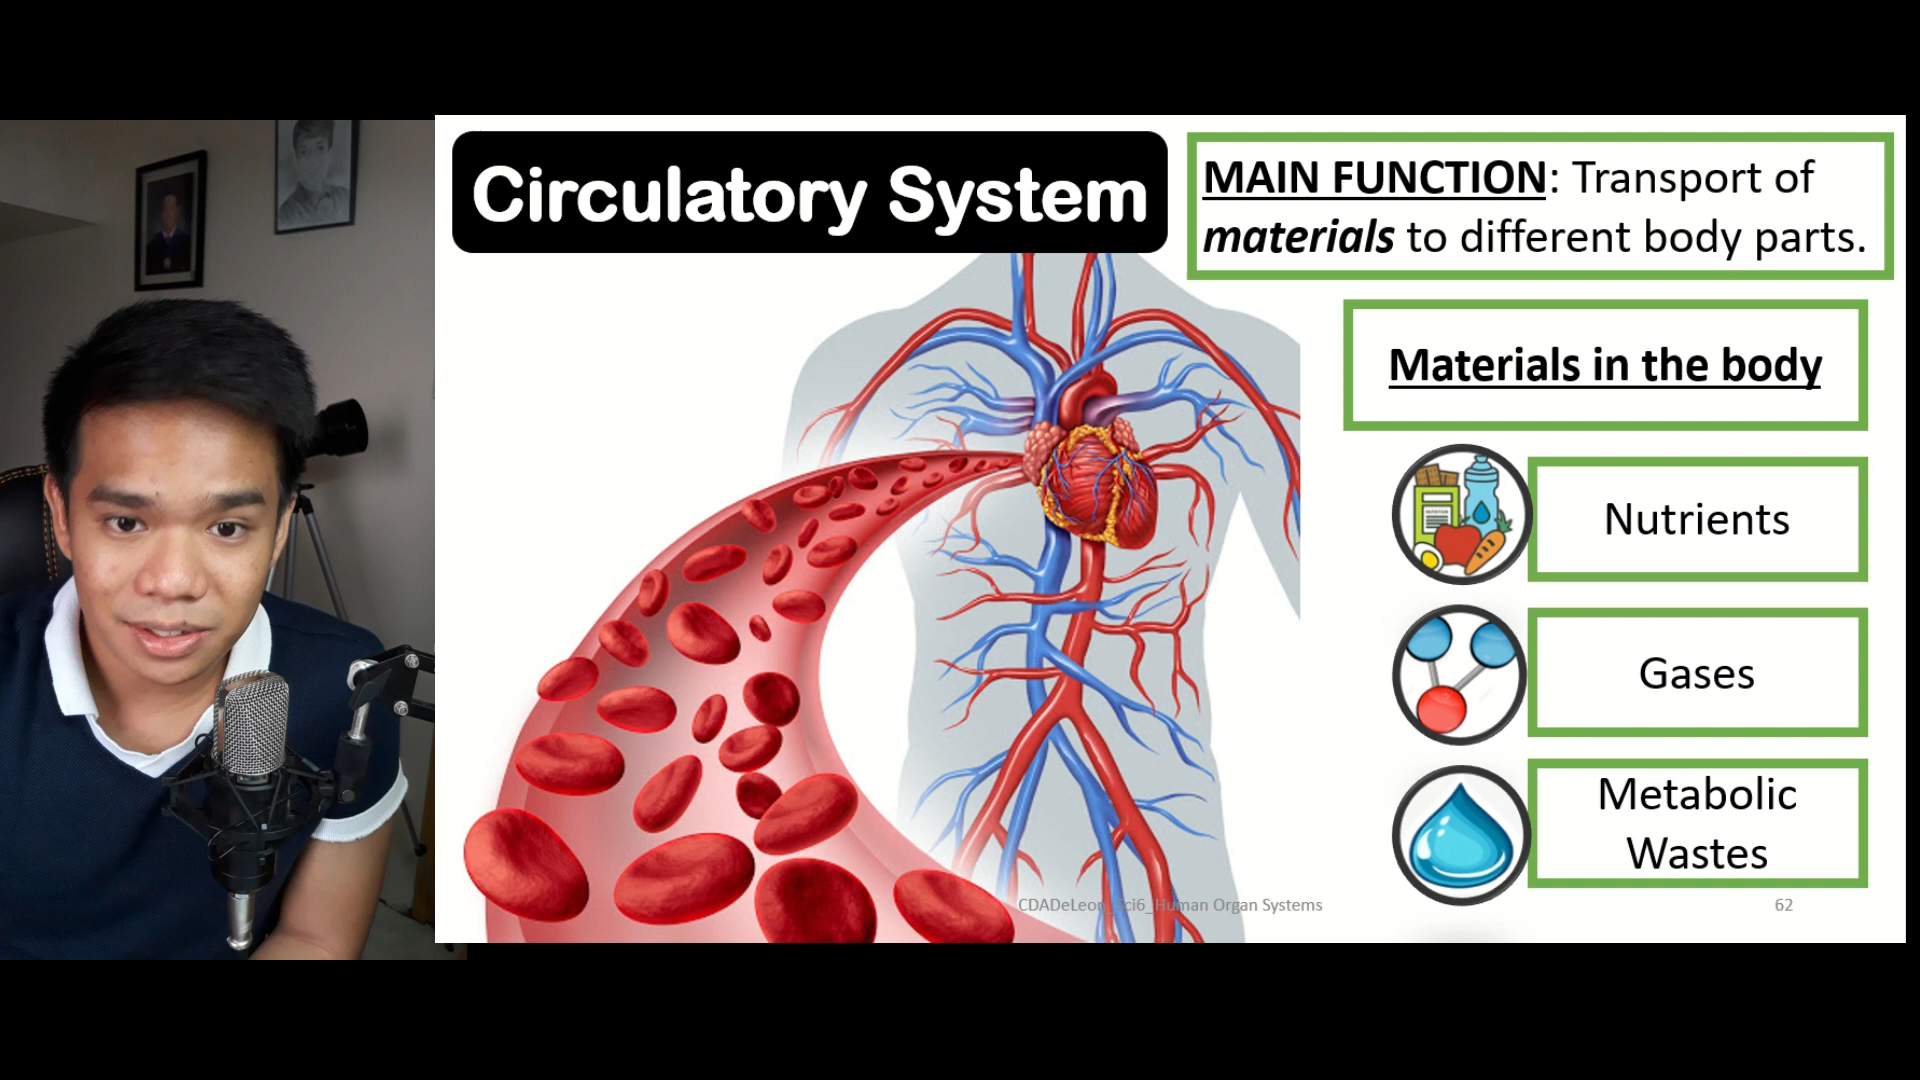 Circulatory System
MAIN FUNCTION: Transport of
materials to different body parts.
Materials in the body
Nutrients
Gases
Metabolic
Wastes
CDADeLeon_Sci6_Human Organ Systems
62